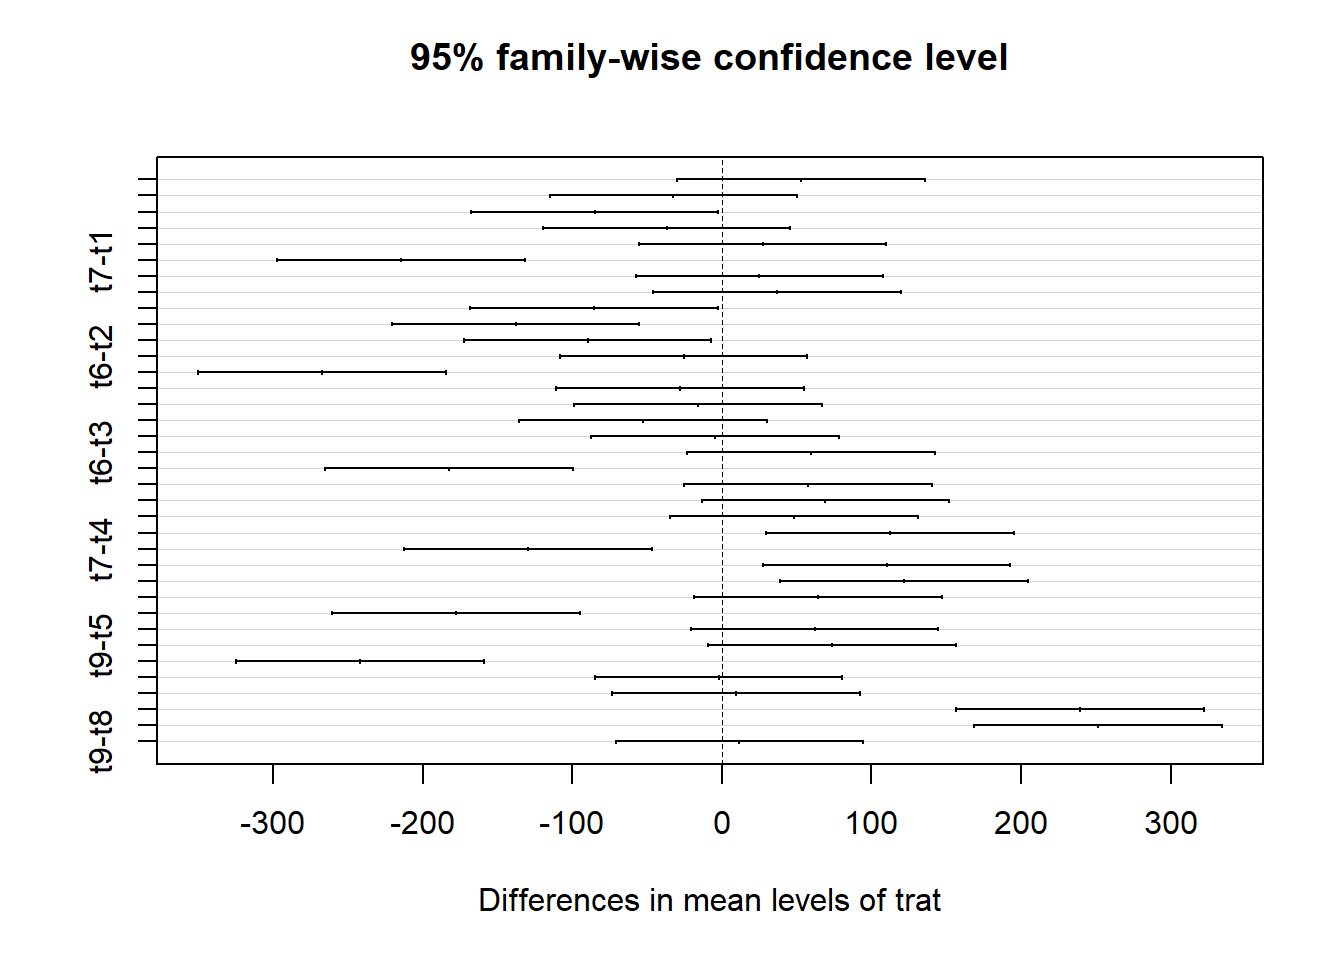 95% family-wise confidence level
t7-t1
t6-t2
t6-t3
t7-t4
t9-t5
t9-t8
-300 -200 -100 0 100 200 300
Differences in mean levels of trat